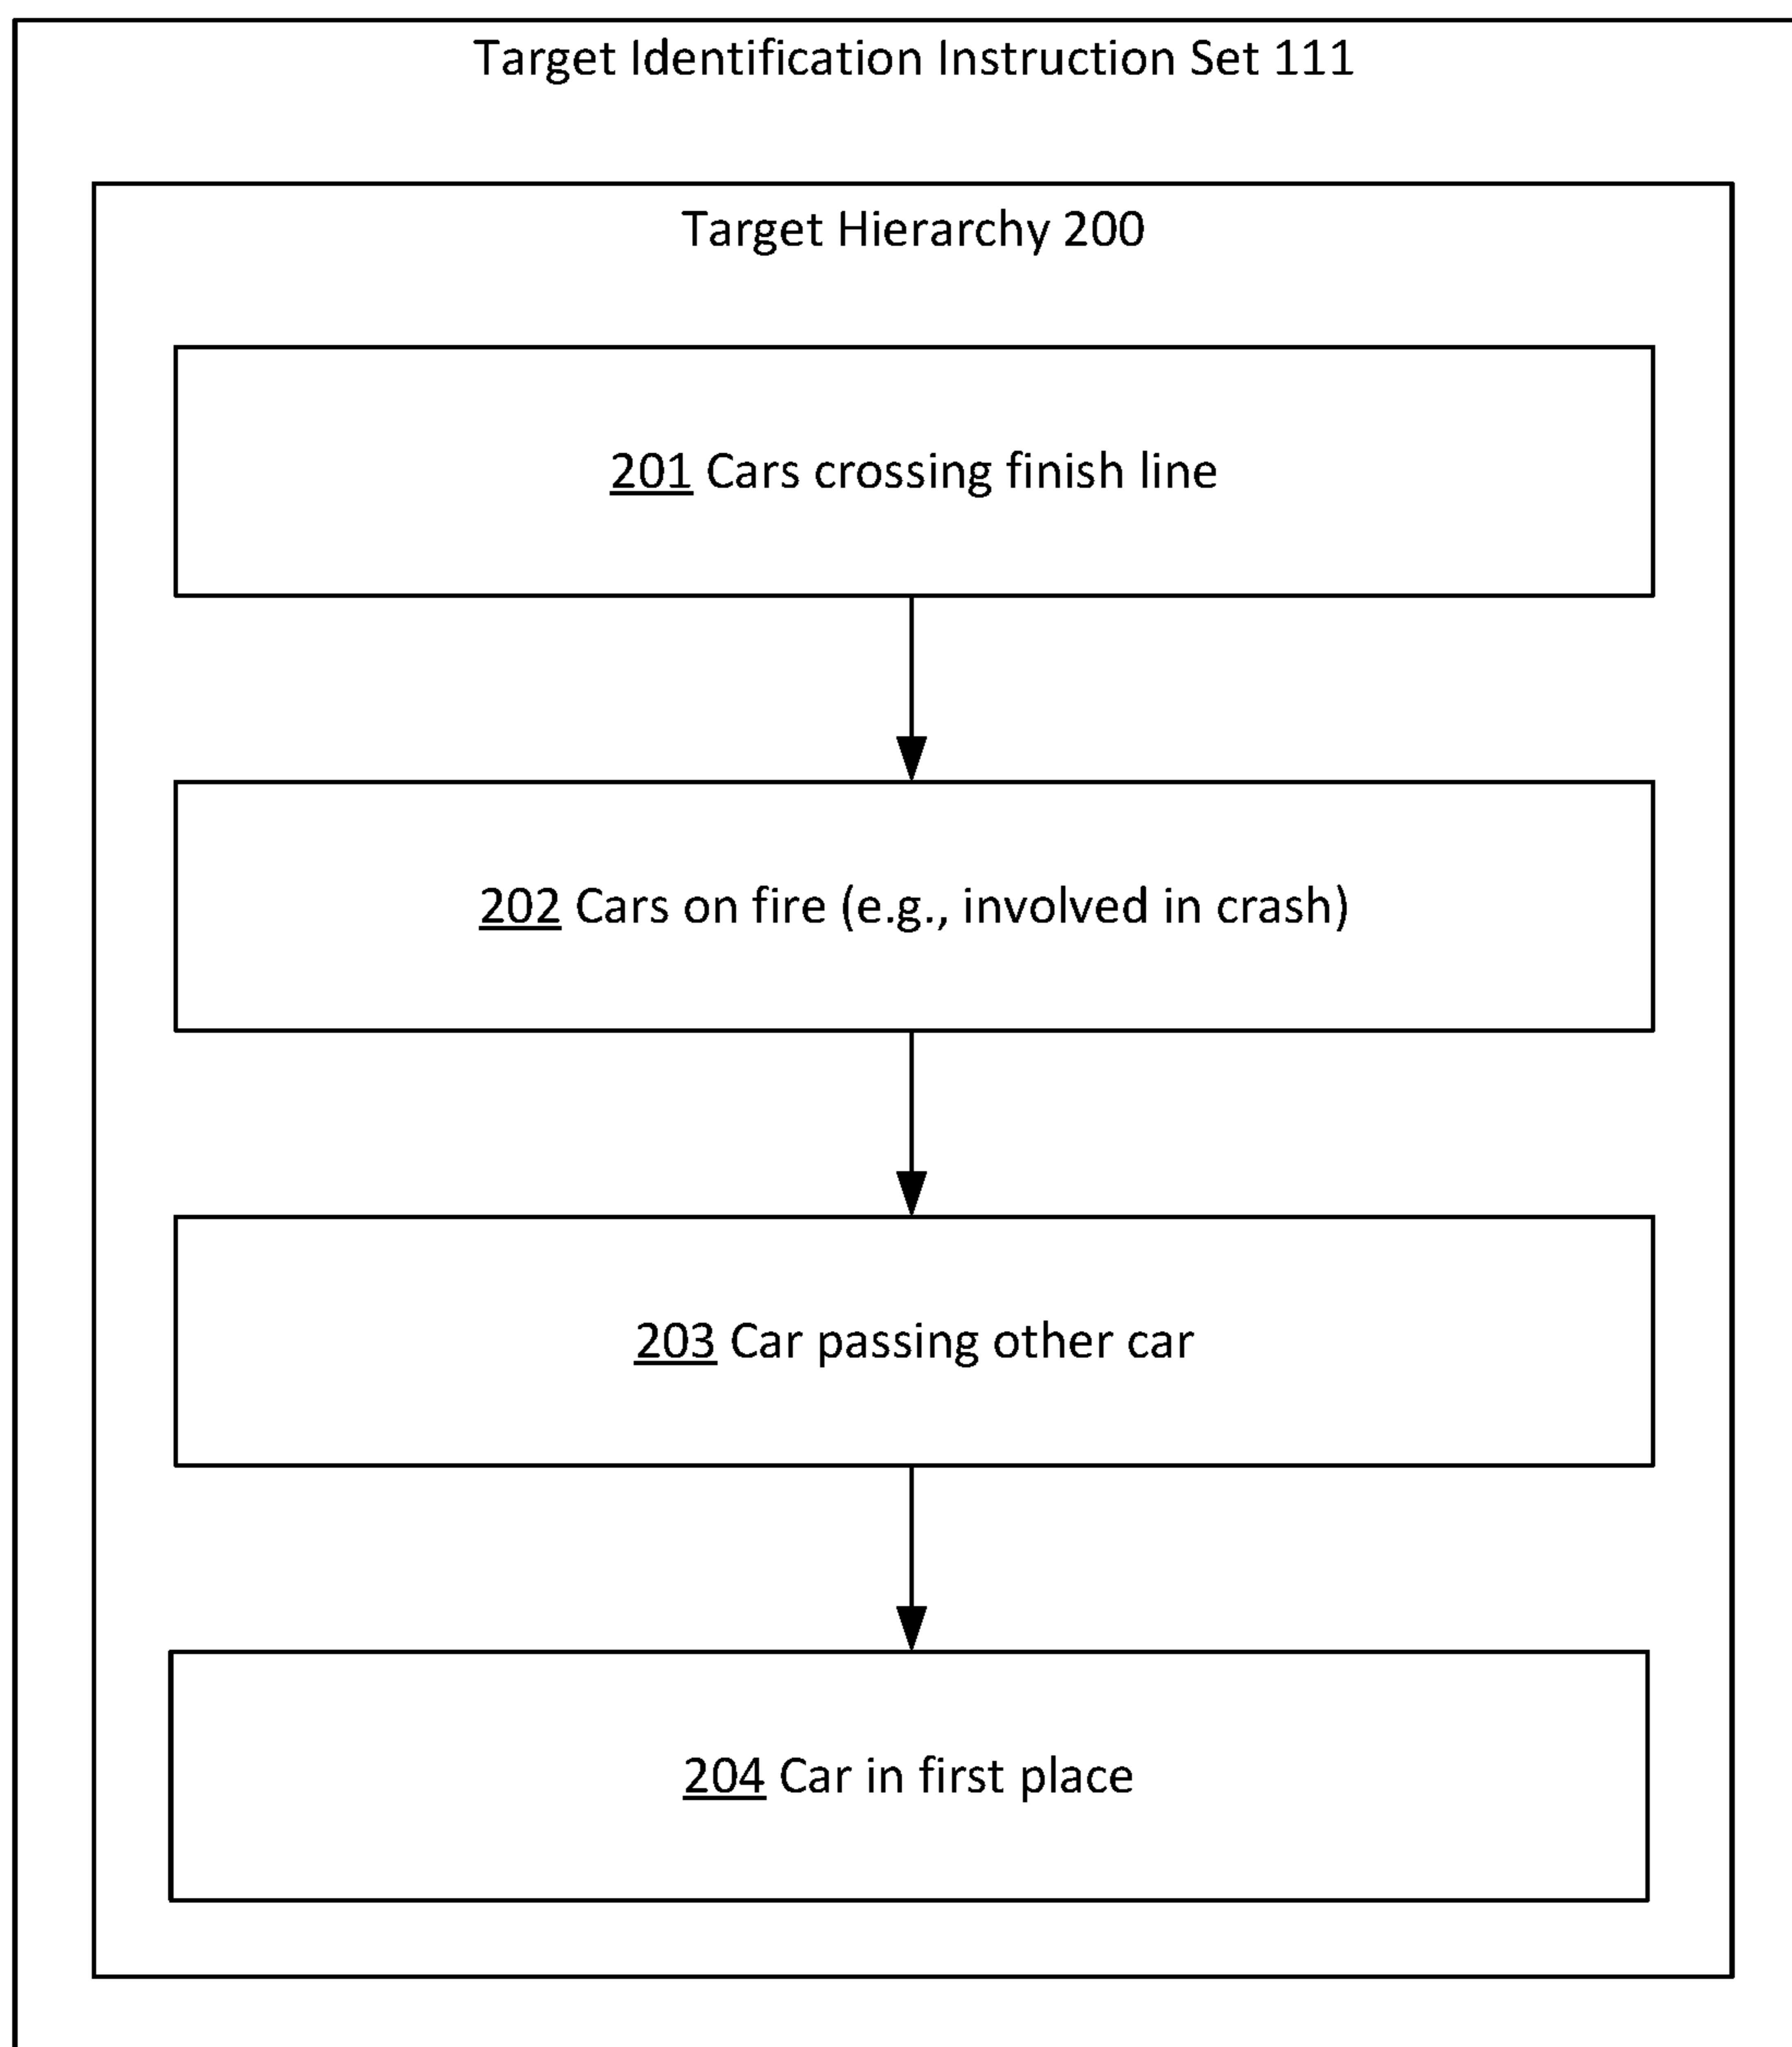 Target Identification Instruction Set 111
Target Hierarchy 200
201 Cars crossing finish line
202 Cars on fire (e.g., involved in crash)
203 Car passing other car
204 Car in first place